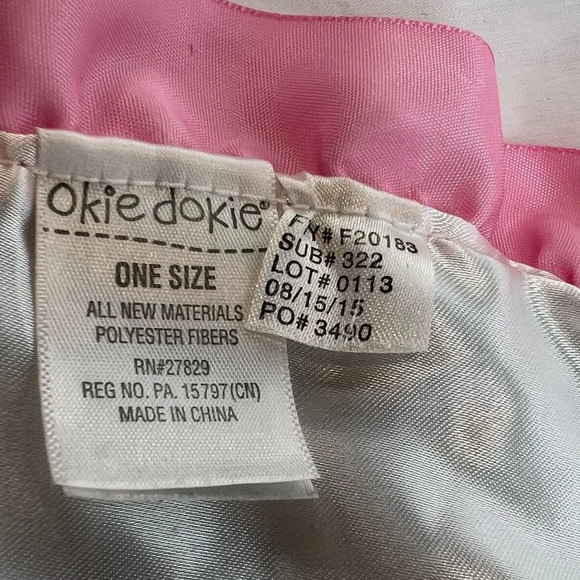 Okie dokie®
ONE SIZE
ALL NEW MATERIALS
POLYESTER FIBERS
RN#27829
REG NO. PA. 15797(CN)
MADE IN CHINA
F/N# F20183
SUB# 322
LOT# 0113
08/15/15
PO# 3490